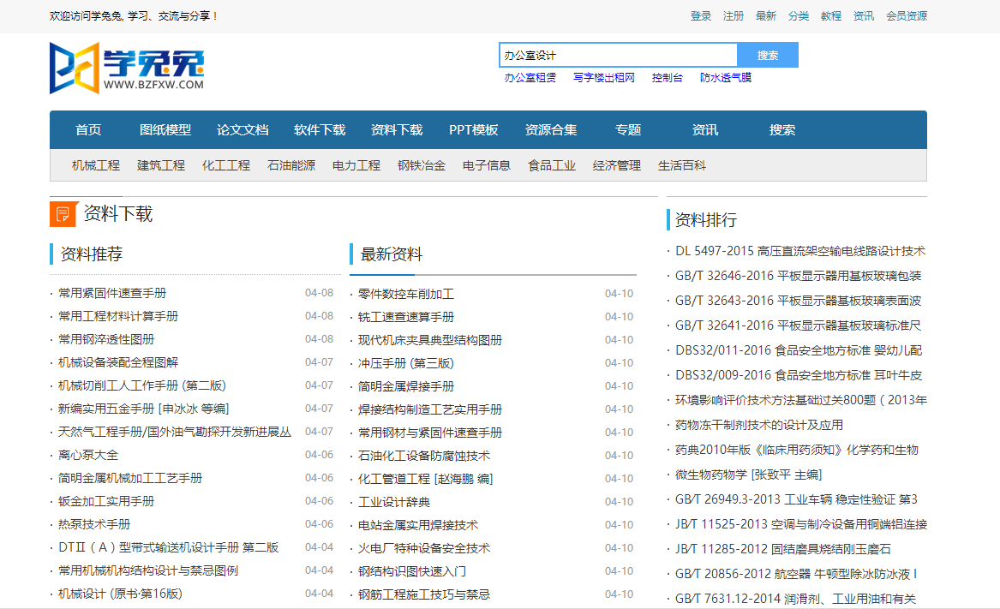 欢迎访问学兔兔, 学习、交流与分享！
登录 注册 最新 分类 教程 资讯 会员资源
学兔兔
WWW.BZFXW.COM
办公室设计 搜索
办公室租赁 写字楼出租网 控制台 防水透气膜
首页 图纸模型 论文文档 软件下载 资料下载 PPT模板 资源合集 专题 资讯 搜索
机械工程 建筑工程 化工工程 石油能源 电力工程 钢铁冶金 电子信息 食品工业 经济管理 生活百科
资料下载
资料推荐
· 常用紧固件速查手册 04-08
· 常用工程材料计算手册 04-08
· 常用钢淬透性图册 04-08
· 机械设备装配全程图解 04-07
· 机械切削工人工作手册 (第二版) 04-07
· 新编实用五金手册 [申冰冰 等编] 04-07
· 天然气工程手册/国外油气勘探开发新进展丛 04-07
· 离心泵大全 04-06
· 简明金属机械加工工艺手册 04-06
· 钣金加工实用手册 04-06
· 热泵技术手册 04-06
· DTⅡ（A）型带式输送机设计手册 第二版 04-04
· 常用机械机构结构设计与禁忌图例 04-04
· 机械设计 (原书·第16版) 04-04
最新资料
· 零件数控车削加工 04-10
· 铣工速查速算手册 04-10
· 现代机床夹具典型结构图册 04-10
· 冲压手册 (第三版) 04-10
· 简明金属焊接手册 04-10
· 焊接结构制造工艺实用手册 04-10
· 常用钢材与紧固件速查手册 04-10
· 石油化工设备防腐蚀技术 04-10
· 化工管道工程 [赵海鹏 编] 04-10
· 工业设计辞典 04-10
· 电站金属实用焊接技术 04-10
· 火电厂特种设备安全技术 04-10
· 钢结构识图快速入门 04-10
· 钢筋工程施工技巧与禁忌 04-10
资料排行
· DL 5497-2015 高压直流架空输电线路设计技术
· GB/T 32646-2016 平板显示器用基板玻璃包装
· GB/T 32643-2016 平板显示器基板玻璃表面波
· GB/T 32641-2016 平板显示器基板玻璃标准尺
· DBS32/011-2016 食品安全地方标准 婴幼儿配
· DBS32/009-2016 食品安全地方标准 耳叶牛皮
· 环境影响评价技术方法基础过关800题（2013年
· 药物冻干制剂技术的设计及应用
· 药典2010年版《临床用药须知》化学药和生物
· 微生物药物学 [张致平 主编]
· GB∕T 26949.3-2013 工业车辆 稳定性验证 第3
· JB∕T 11525-2013 空调与制冷设备用铜端铝连接
· JB∕T 11285-2012 固结磨具烧结刚玉磨石
· GB∕T 20856-2012 航空器 牛顿型除冰防冰液 I
· GB∕T 7631.12-2014 润滑剂、工业用油和有关